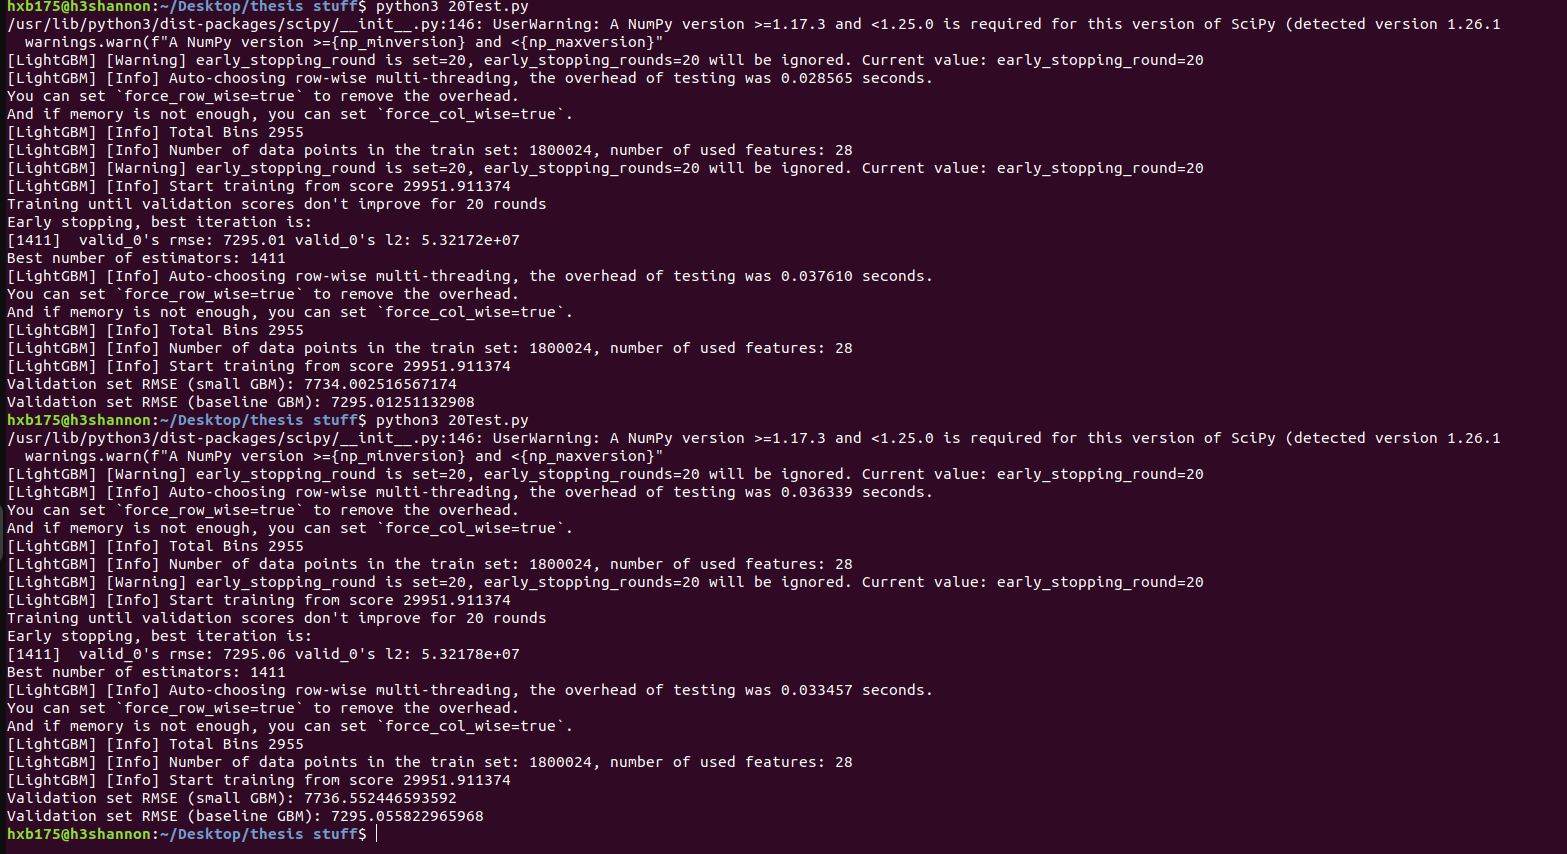 hxb175@h3shannon:~/Desktop/thesis stuff$ python3 20Test.py
/usr/lib/python3/dist-packages/scipy/__init__.py:146: UserWarning: A NumPy version >=1.17.3 and <1.25.0 is required for this version of SciPy (detected version 1.26.1
  warnings.warn(f"A NumPy version >={np_minversion} and <{np_maxversion}"
[LightGBM] [Warning] early_stopping_round is set=20, early_stopping_rounds=20 will be ignored. Current value: early_stopping_round=20
[LightGBM] [Info] Auto-choosing row-wise multi-threading, the overhead of testing was 0.028565 seconds.
You can set `force_row_wise=true` to remove the overhead.
And if memory is not enough, you can set `force_col_wise=true`.
[LightGBM] [Info] Total Bins 2955
[LightGBM] [Info] Number of data points in the train set: 1800024, number of used features: 28
[LightGBM] [Warning] early_stopping_round is set=20, early_stopping_rounds=20 will be ignored. Current value: early_stopping_round=20
[LightGBM] [Info] Start training from score 29951.911374
Training until validation scores don't improve for 20 rounds
Early stopping, best iteration is:
[1411]  valid_0's rmse: 7295.01 valid_0's l2: 5.32172e+07
Best number of estimators: 1411
[LightGBM] [Info] Auto-choosing row-wise multi-threading, the overhead of testing was 0.037610 seconds.
You can set `force_row_wise=true` to remove the overhead.
And if memory is not enough, you can set `force_col_wise=true`.
[LightGBM] [Info] Total Bins 2955
[LightGBM] [Info] Number of data points in the train set: 1800024, number of used features: 28
[LightGBM] [Info] Start training from score 29951.911374
Validation set RMSE (small GBM): 7734.002516567174
Validation set RMSE (baseline GBM): 7295.01251132908
hxb175@h3shannon:~/Desktop/thesis stuff$ python3 20Test.py
/usr/lib/python3/dist-packages/scipy/__init__.py:146: UserWarning: A NumPy version >=1.17.3 and <1.25.0 is required for this version of SciPy (detected version 1.26.1
  warnings.warn(f"A NumPy version >={np_minversion} and <{np_maxversion}"
[LightGBM] [Warning] early_stopping_round is set=20, early_stopping_rounds=20 will be ignored. Current value: early_stopping_round=20
[LightGBM] [Info] Auto-choosing row-wise multi-threading, the overhead of testing was 0.036339 seconds.
You can set `force_row_wise=true` to remove the overhead.
And if memory is not enough, you can set `force_col_wise=true`.
[LightGBM] [Info] Total Bins 2955
[LightGBM] [Info] Number of data points in the train set: 1800024, number of used features: 28
[LightGBM] [Warning] early_stopping_round is set=20, early_stopping_rounds=20 will be ignored. Current value: early_stopping_round=20
[LightGBM] [Info] Start training from score 29951.911374
Training until validation scores don't improve for 20 rounds
Early stopping, best iteration is:
[1411]  valid_0's rmse: 7295.06 valid_0's l2: 5.32178e+07
Best number of estimators: 1411
[LightGBM] [Info] Auto-choosing row-wise multi-threading, the overhead of testing was 0.033457 seconds.
You can set `force_row_wise=true` to remove the overhead.
And if memory is not enough, you can set `force_col_wise=true`.
[LightGBM] [Info] Total Bins 2955
[LightGBM] [Info] Number of data points in the train set: 1800024, number of used features: 28
[LightGBM] [Info] Start training from score 29951.911374
Validation set RMSE (small GBM): 7736.552446593592
Validation set RMSE (baseline GBM): 7295.055822965968
hxb175@h3shannon:~/Desktop/thesis stuff$